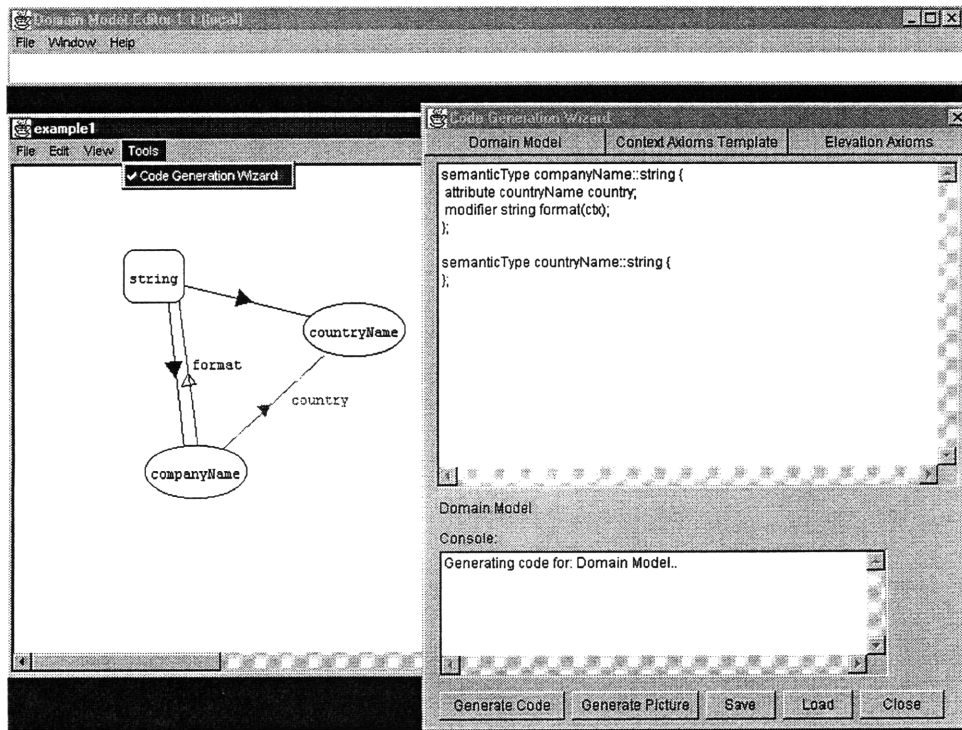 Domain Model Editor 1.1 (local)
File Window Help
example1
File Edit View Tools
✔ Code Generation Wizard
string
countryName
format
country
companyName
Code Generation Wizard
Domain Model Context Axioms Template Elevation Axioms
semanticType companyName::string {
attribute countryName country;
modifier string format(ctx);
};
semanticType countryName::string {
};
Domain Model
Console:
Generating code for: Domain Model..
Generate Code Generate Picture Save Load Close